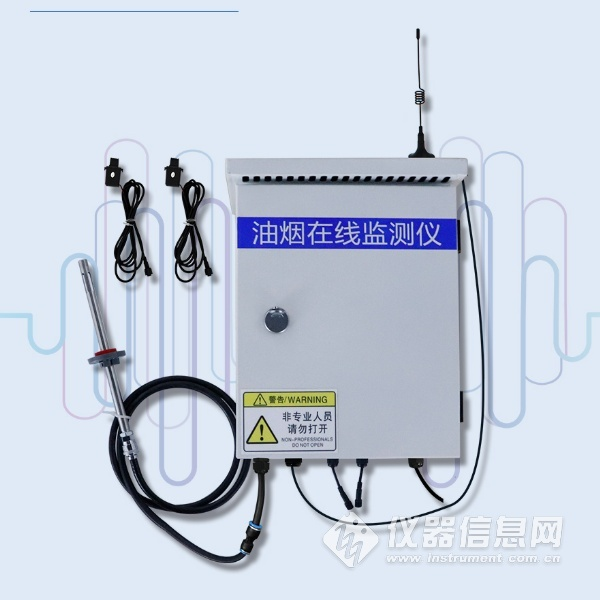 油烟在线监测仪
警告/WARNING
非专业人员
请勿打开
NON-PROFESSIONALS
DO NOT OPEN
仪器信息网
www.instrument.com.cn